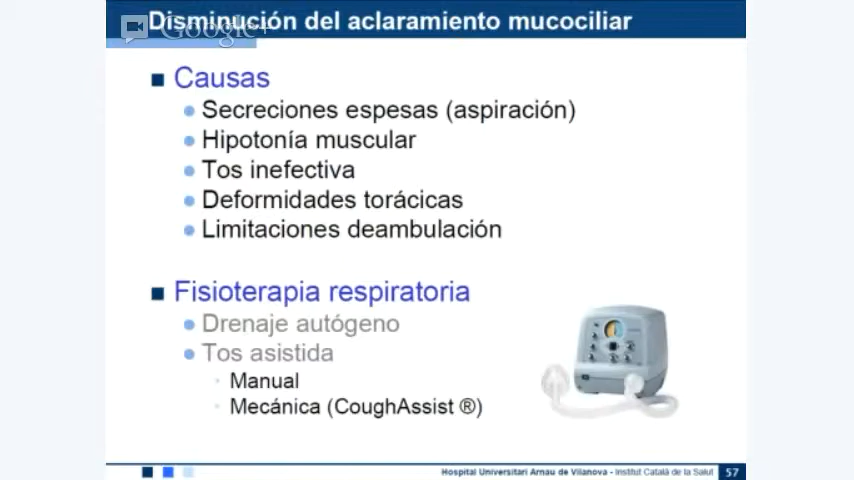 Disminución del aclaramiento mucociliar
Google+
Causas
Secreciones espesas (aspiración)
Hipotonía muscular
Tos inefectiva
Deformidades torácicas
Limitaciones deambulación
Fisioterapia respiratoria
Drenaje autógeno
Tos asistida
Manual
Mecánica (CoughAssist ®)
Hospital Universitari Arnau de Vilanova - Institut Català de la Salut 57